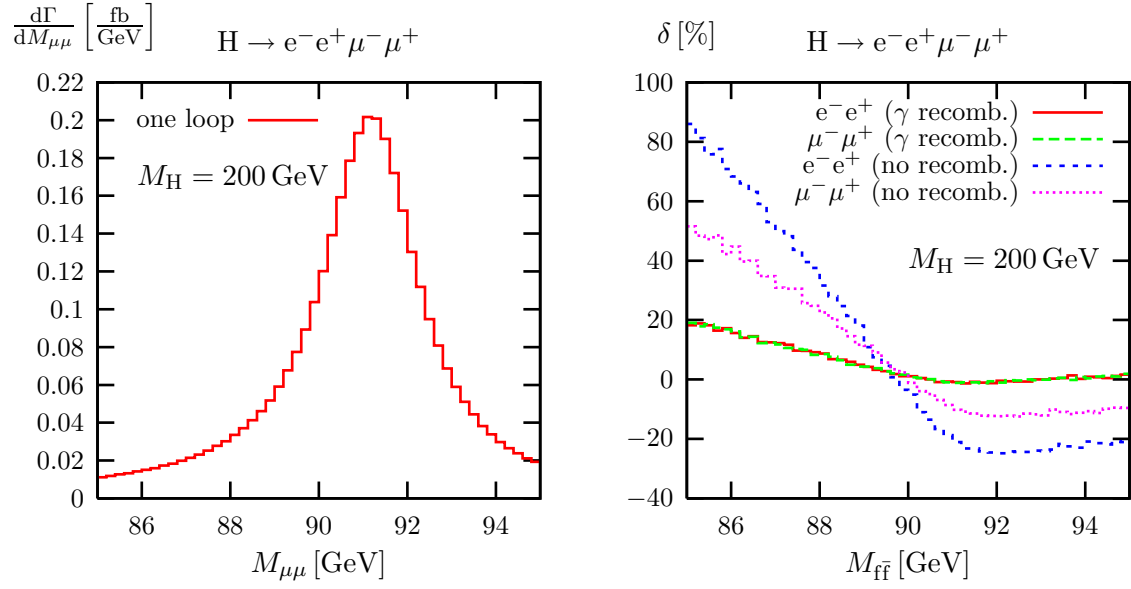 dΓ/dM_μμ [fb/GeV]
H → e⁻e⁺μ⁻μ⁺
0.22
0.2
0.18
0.16
0.14
0.12
0.1
0.08
0.06
0.04
0.02
0
one loop
M_H = 200 GeV
86 88 90 92 94
M_μμ [GeV]
δ [%]
H → e⁻e⁺μ⁻μ⁺
100
80
60
40
20
0
−20
−40
e⁻e⁺ (γ recomb.)
μ⁻μ⁺ (γ recomb.)
e⁻e⁺ (no recomb.)
μ⁻μ⁺ (no recomb.)
M_H = 200 GeV
86 88 90 92 94
M_ff̄ [GeV]